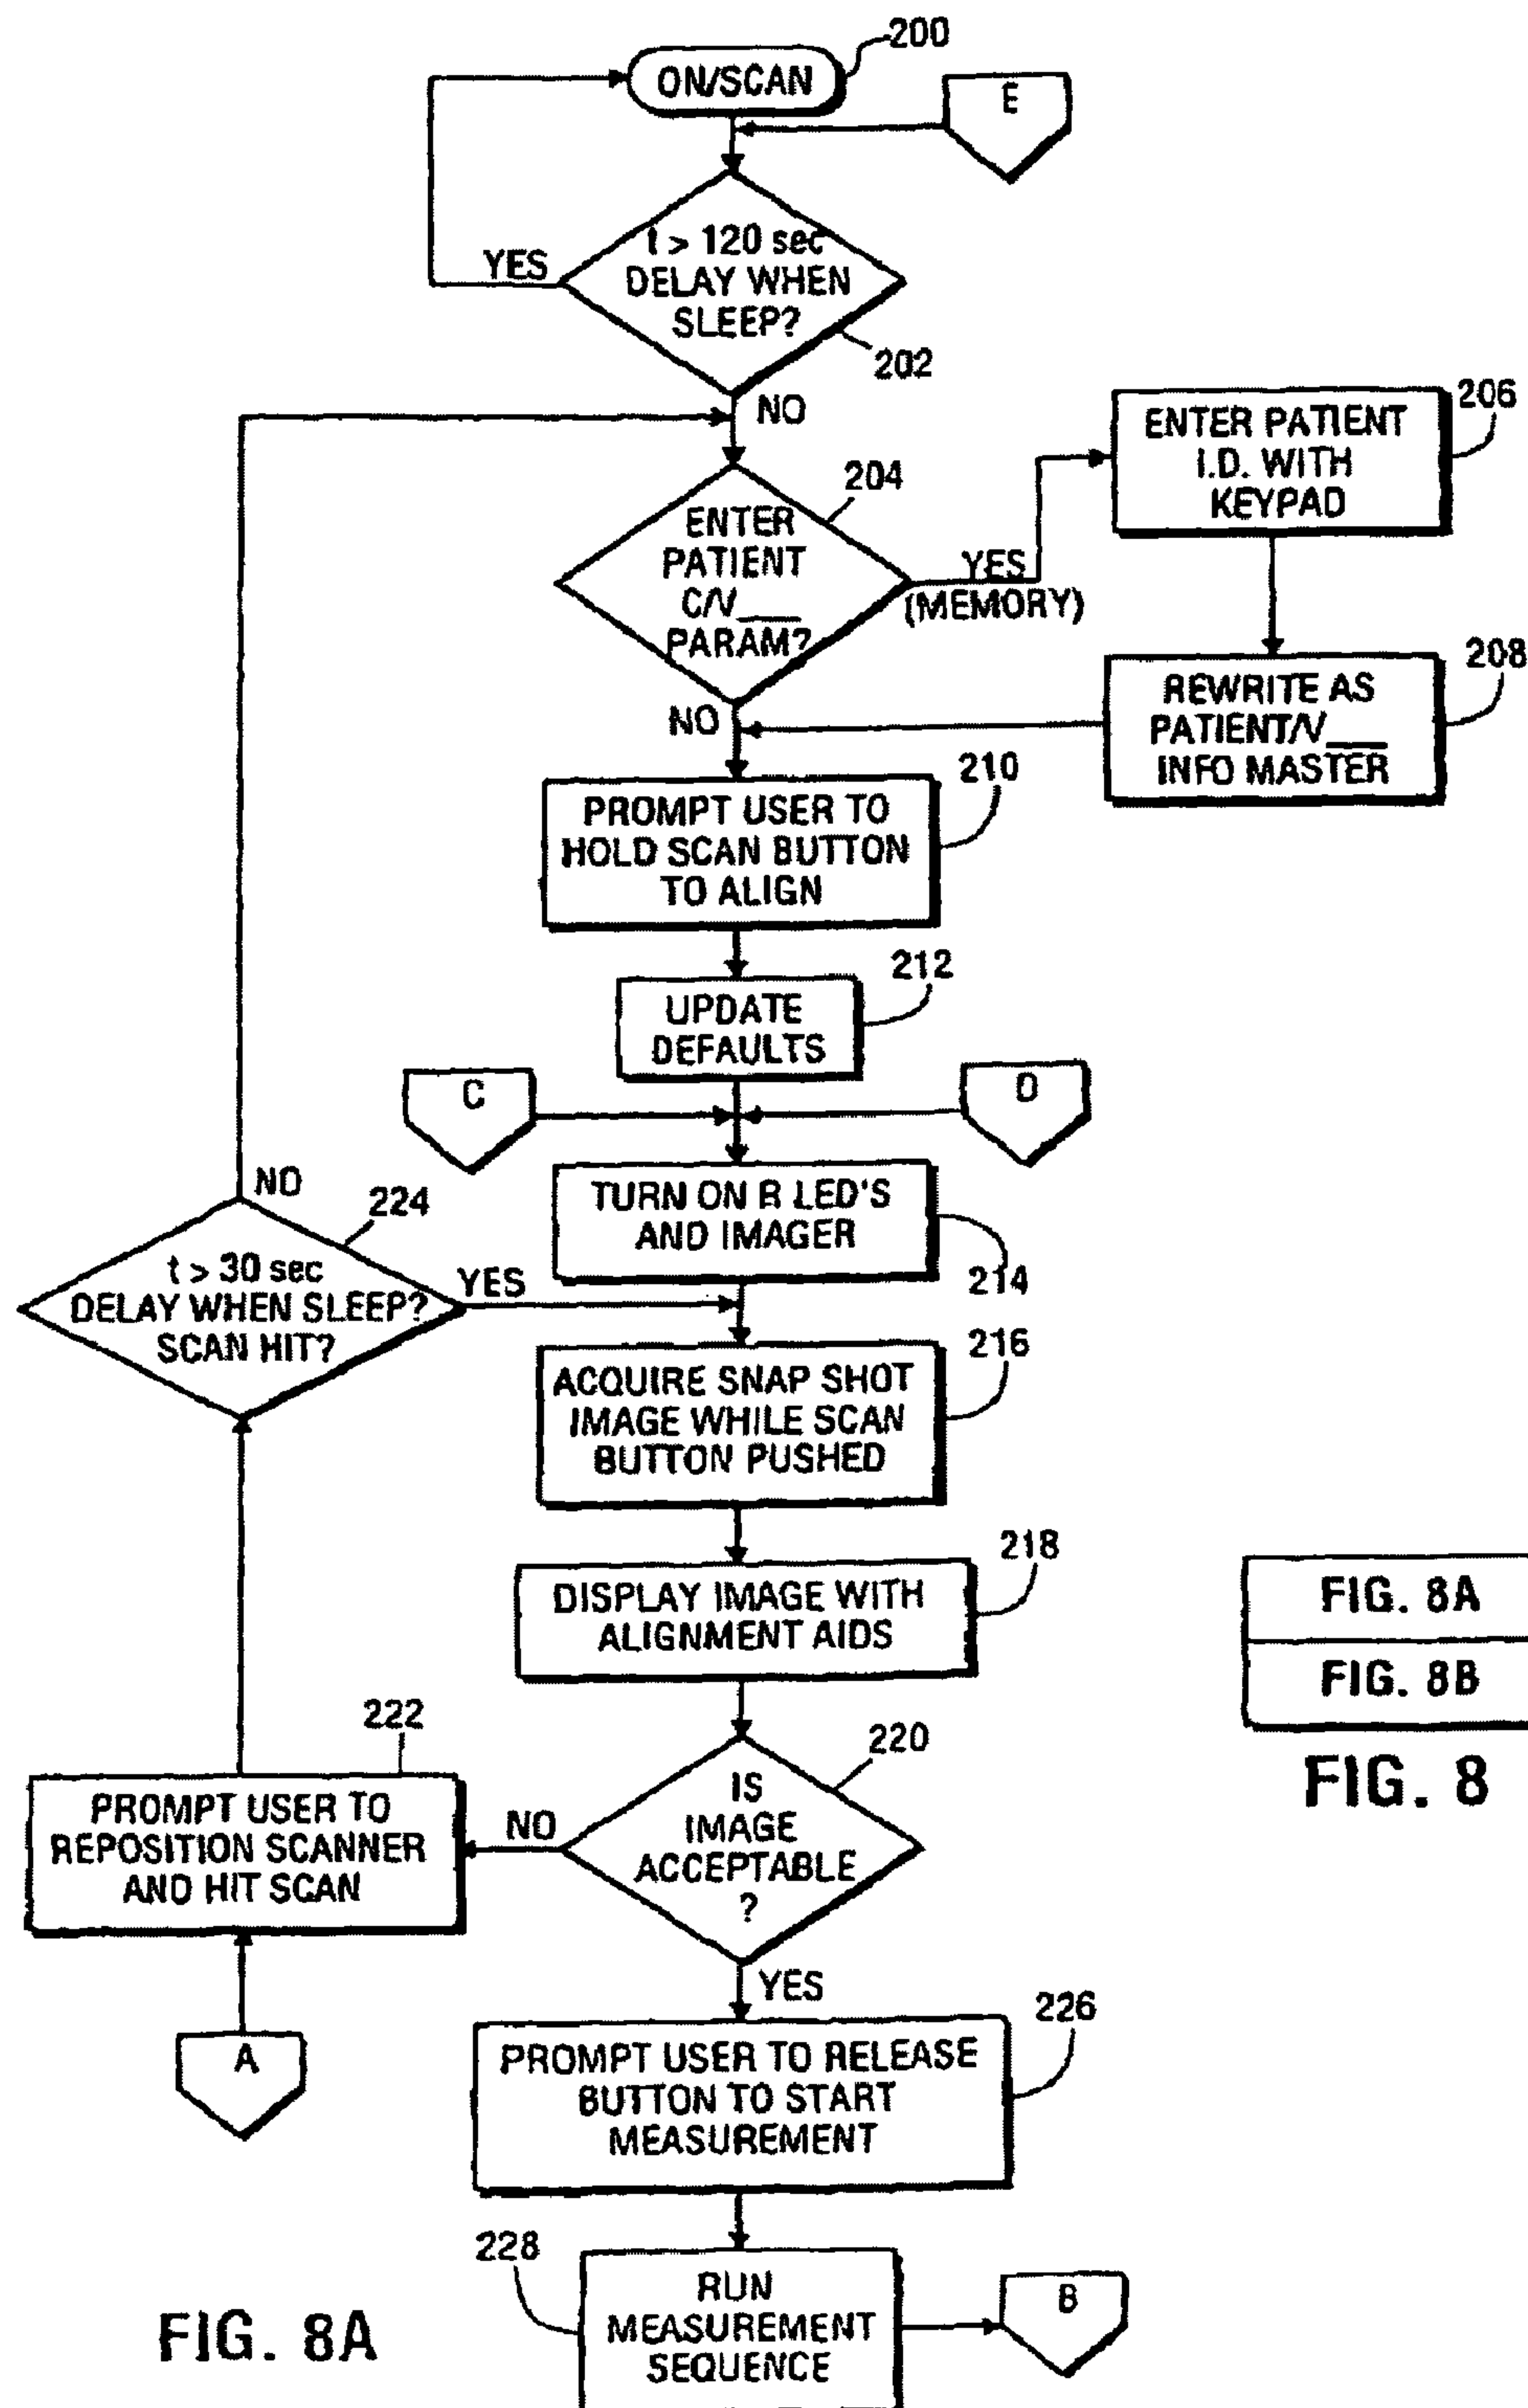 200
ON/SCAN
E
t > 120 sec
DELAY WHEN
SLEEP?
YES
202
NO
206
ENTER PATIENT
I.D. WITH
KEYPAD
204
ENTER
PATIENT
C/V___
PARAM?
YES
(MEMORY)
208
REWRITE AS
PATIENT/V___
INFO MASTER
NO
210
PROMPT USER TO
HOLD SCAN BUTTON
TO ALIGN
212
UPDATE
DEFAULTS
C
D
NO
224
t > 30 sec
DELAY WHEN SLEEP?
SCAN HIT?
YES
TURN ON R LED'S
AND IMAGER
214
216
ACQUIRE SNAP SHOT
IMAGE WHILE SCAN
BUTTON PUSHED
218
DISPLAY IMAGE WITH
ALIGNMENT AIDS
FIG. 8A
FIG. 8B
FIG. 8
222
PROMPT USER TO
REPOSITION SCANNER
AND HIT SCAN
NO
220
IS
IMAGE
ACCEPTABLE
?
YES
A
226
PROMPT USER TO RELEASE
BUTTON TO START
MEASUREMENT
228
RUN
MEASUREMENT
SEQUENCE
B
FIG. 8A